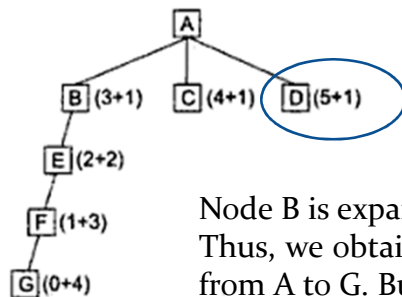 A
B (3+1) C (4+1) D (5+1)
E (2+2)
F (1+3)
G (0+4)
Node B is
Thus, we obtai
from A to G.